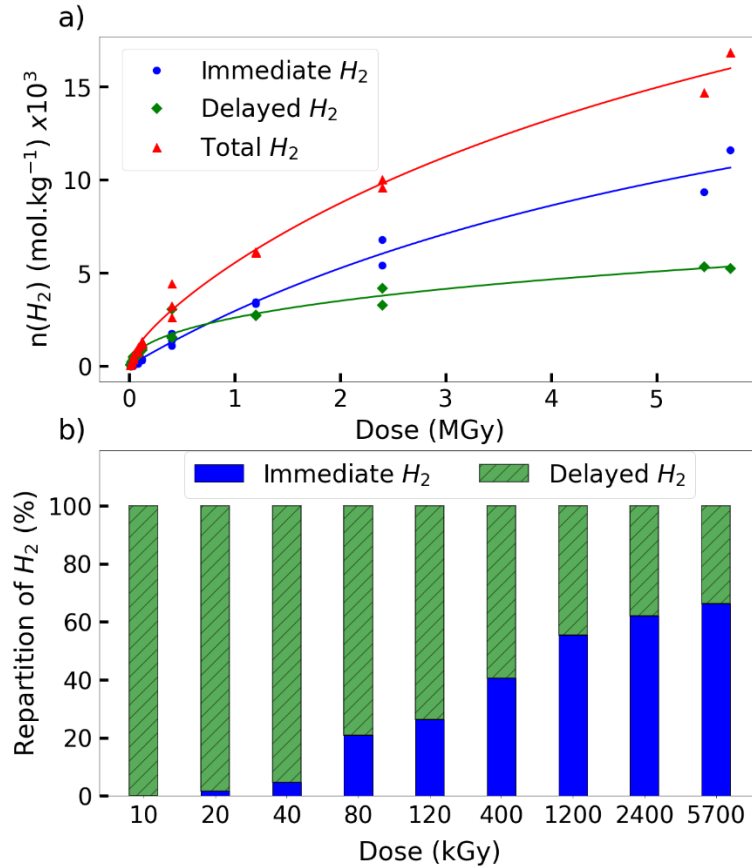 a)
n(H₂) (mol.kg⁻¹) x10³
15
10
5
0
Immediate H₂
Delayed H₂
Total H₂
0 1 2 3 4 5
Dose (MGy)
b)
Repartition of H₂ (%)
Immediate H₂ Delayed H₂
100
80
60
40
20
0
10 20 40 80 120 400 1200 2400 5700
Dose (kGy)